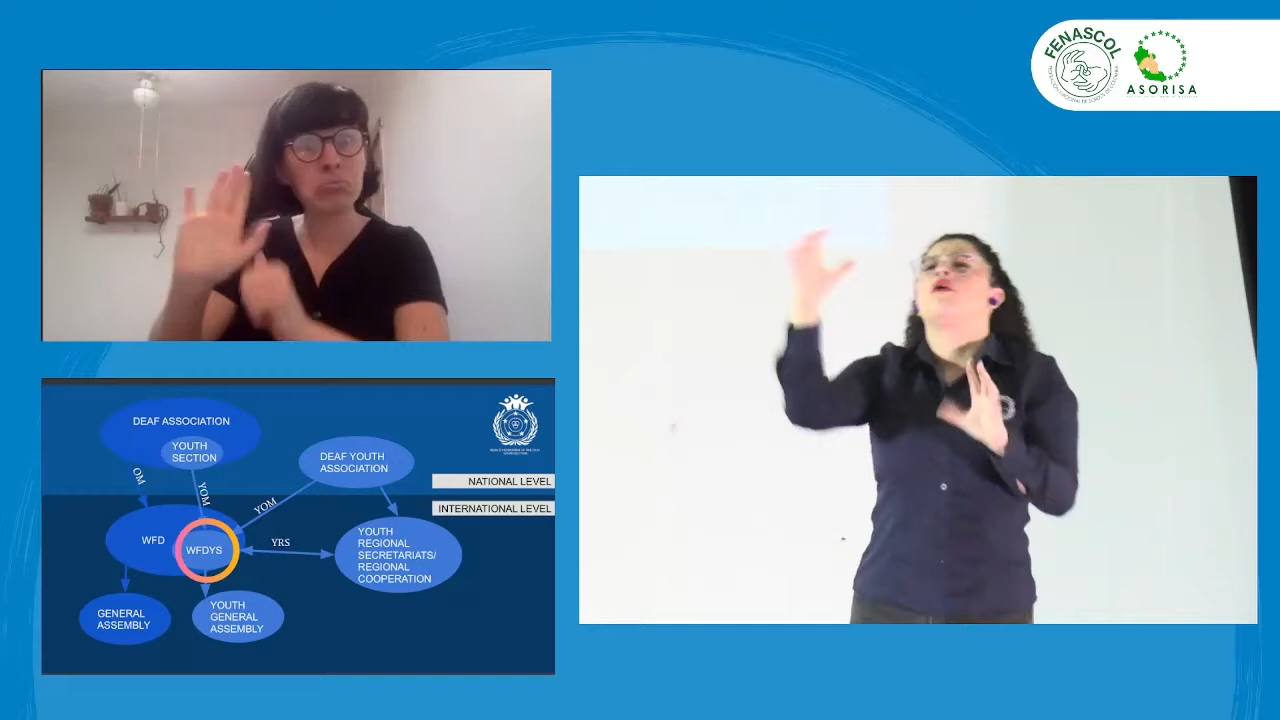 FENASCOL
ASORISA
DEAF ASSOCIATION
YOUTH
SECTION
DEAF YOUTH
ASSOCIATION
NATIONAL LEVEL
OM
YOM
YOM
INTERNATIONAL LEVEL
WFD
WFDYS
YRS
YOUTH
REGIONAL
SECRETARIATS/
REGIONAL
COOPERATION
GENERAL
ASSEMBLY
YOUTH
GENERAL
ASSEMBLY